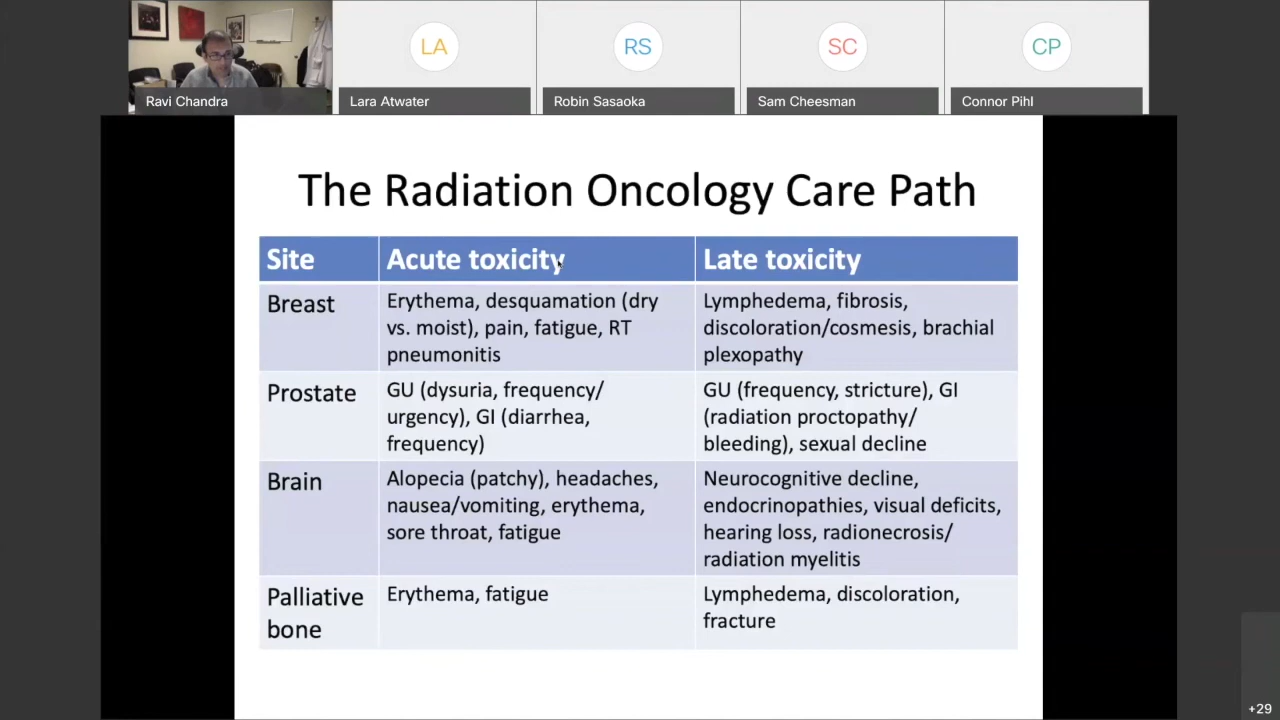 LA
RS
SC
CP
Ravi Chandra
Lara Atwater
Robin Sasaoka
Sam Cheesman
Connor Pihl
The Radiation Oncology Care Path
Site
Acute toxicity
Late toxicity
Breast
Erythema, desquamation (dry
vs. moist), pain, fatigue, RT
pneumonitis
Lymphedema, fibrosis,
discoloration/cosmesis, brachial
plexopathy
Prostate
GU (dysuria, frequency/
urgency), GI (diarrhea,
frequency)
GU (frequency, stricture), GI
(radiation proctopathy/
bleeding), sexual decline
Brain
Alopecia (patchy), headaches,
nausea/vomiting, erythema,
sore throat, fatigue
Neurocognitive decline,
endocrinopathies, visual deficits,
hearing loss, radionecrosis/
radiation myelitis
Palliative
bone
Erythema, fatigue
Lymphedema, discoloration,
fracture
+29